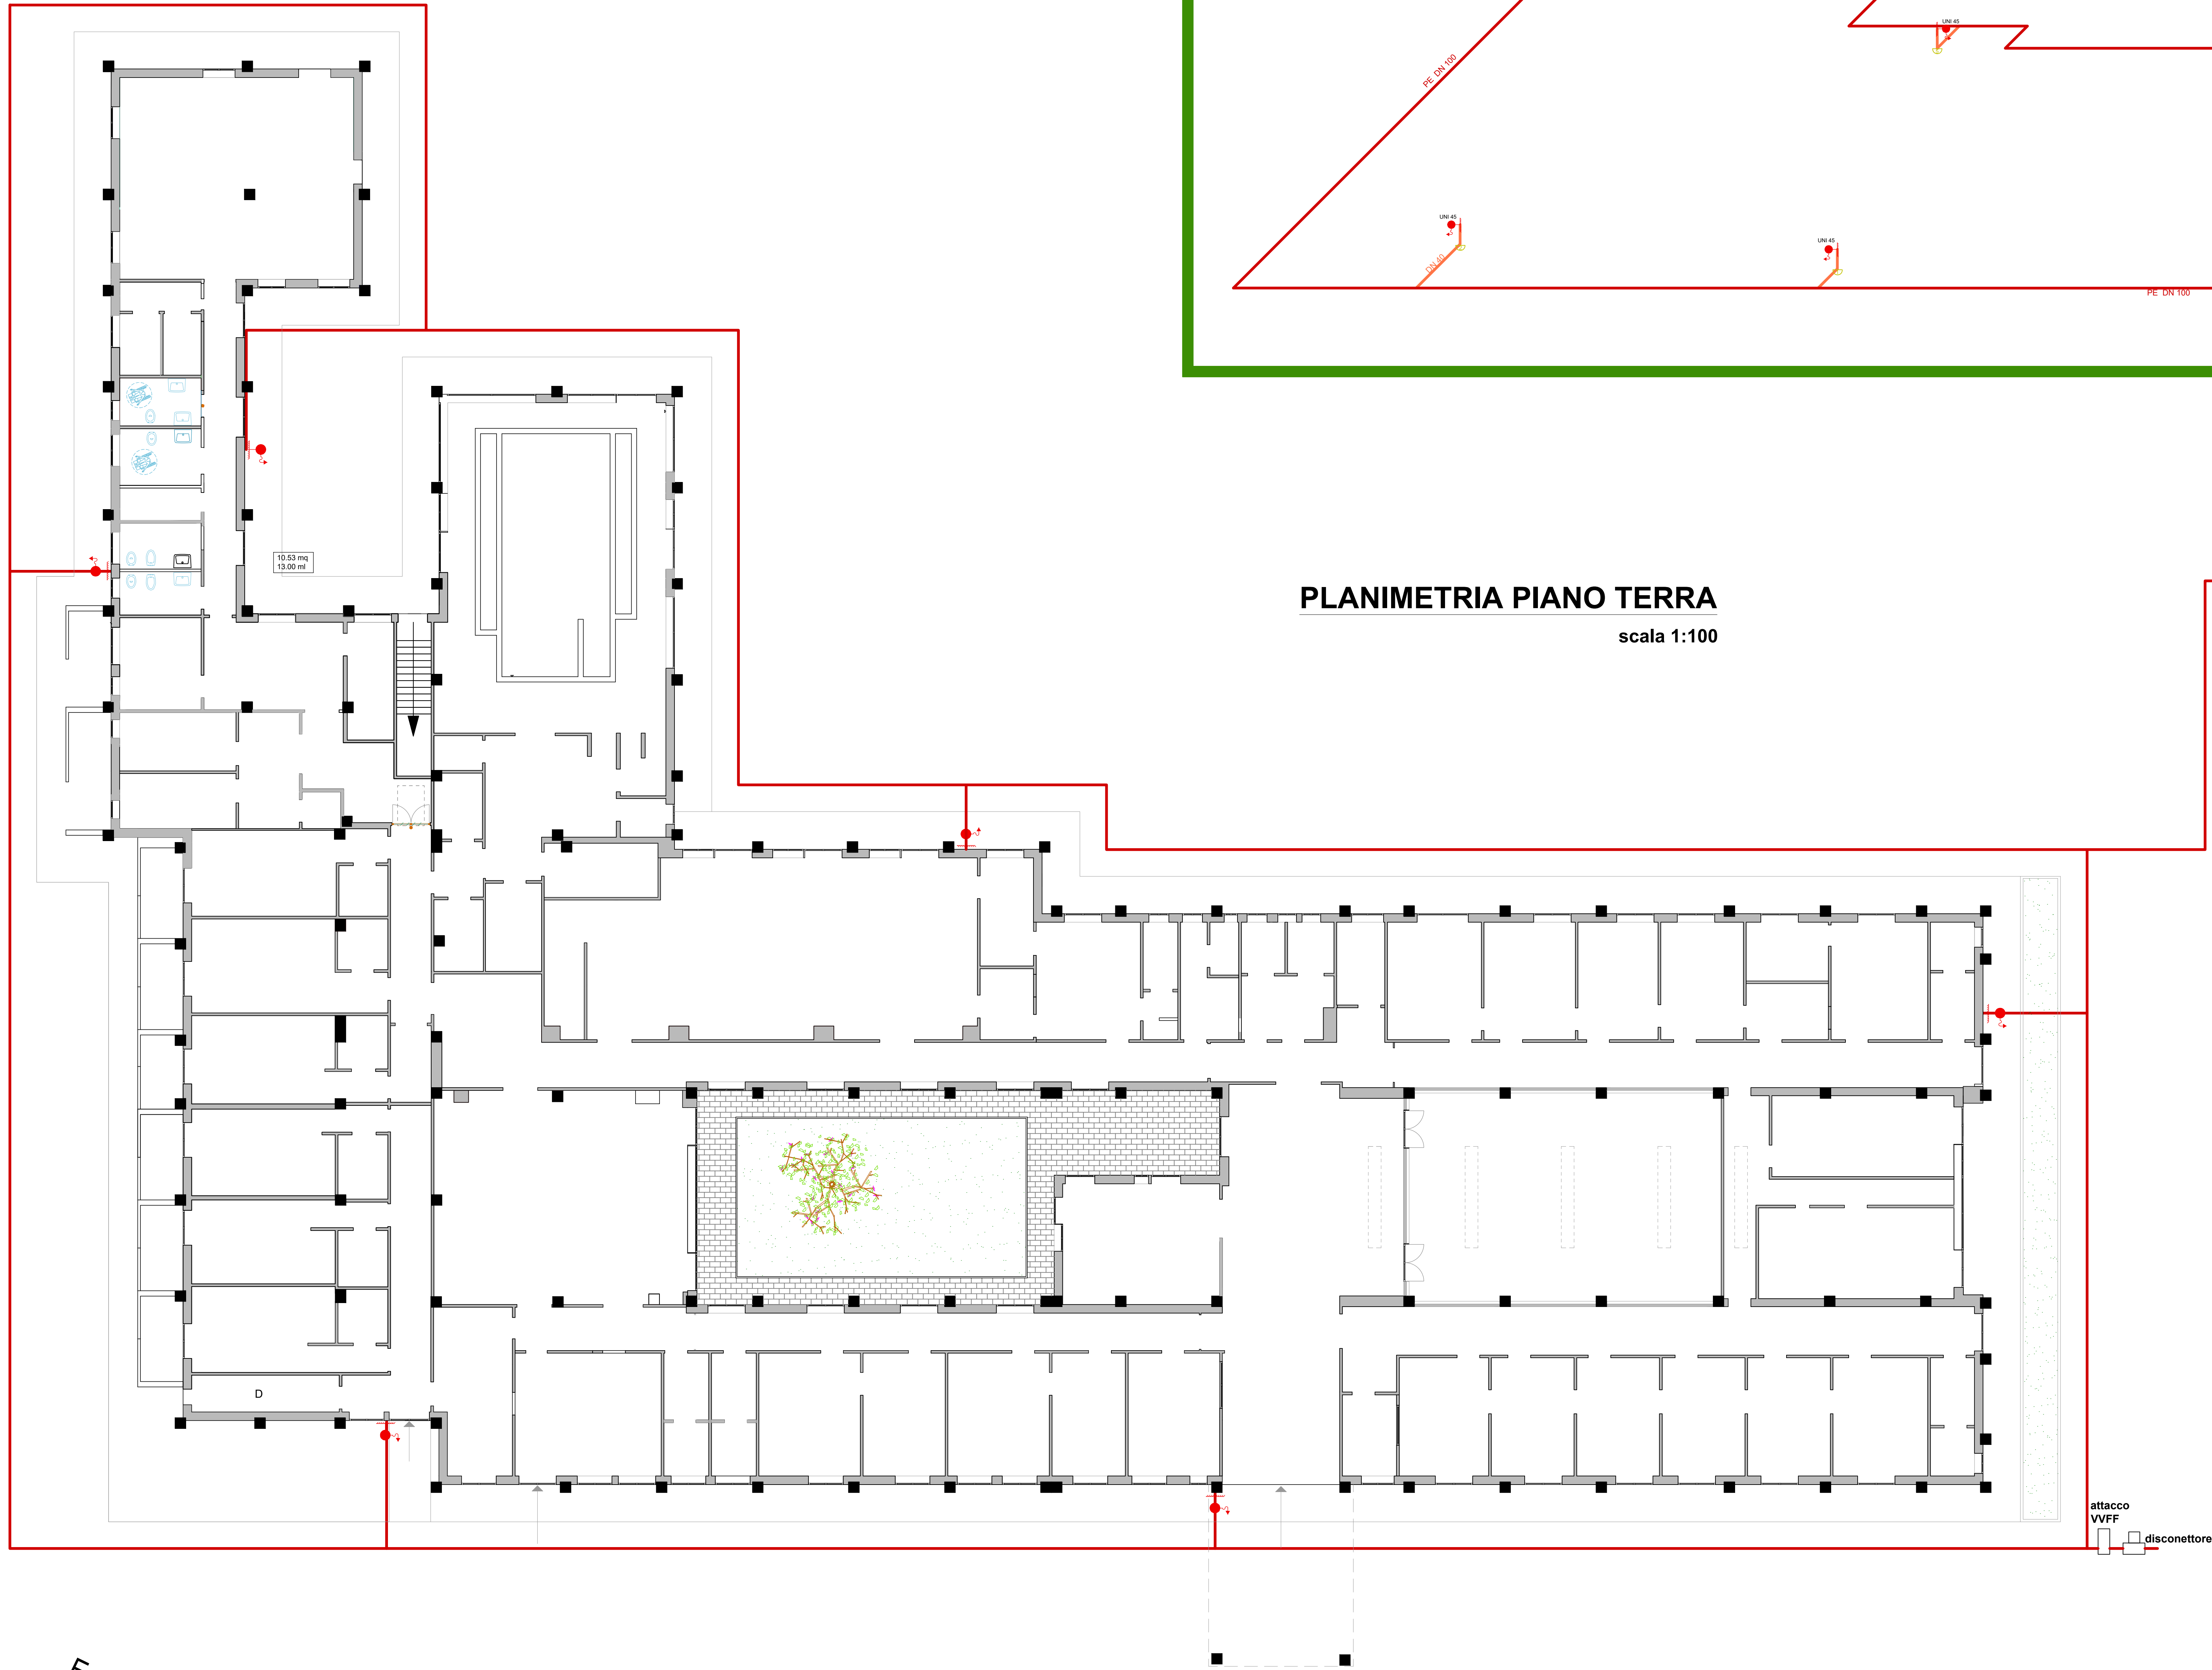 UNI 45
PE DN 100
UNI 45
DN 40
UNI 45
PE DN 100
10.53 mq
13.00 ml
PLANIMETRIA PIANO TERRA
scala 1:100
D
attacco
VVFF
disconettore